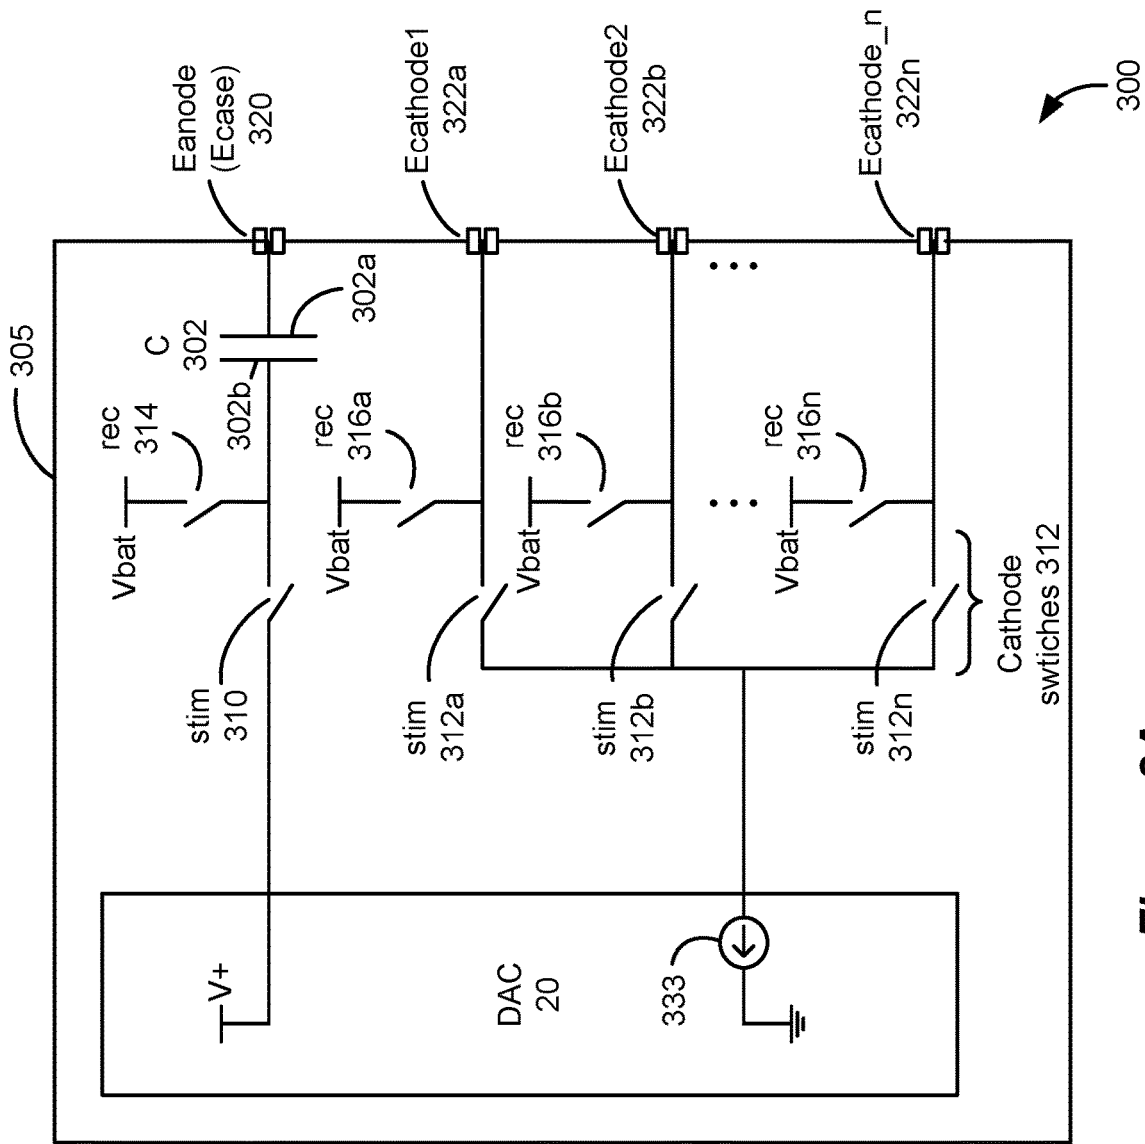 305
Eanode
(Ecase)
320
Ecathode1
322a
Ecathode2
322b
Ecathode_n
322n
300
C
302
302a
302b
rec
314
Vbat
rec
316a
Vbat
rec
316b
Vbat
rec
316n
Vbat
stim
310
stim
312a
stim
312b
stim
312n
Cathode
swtiches 312
V+
DAC
20
333